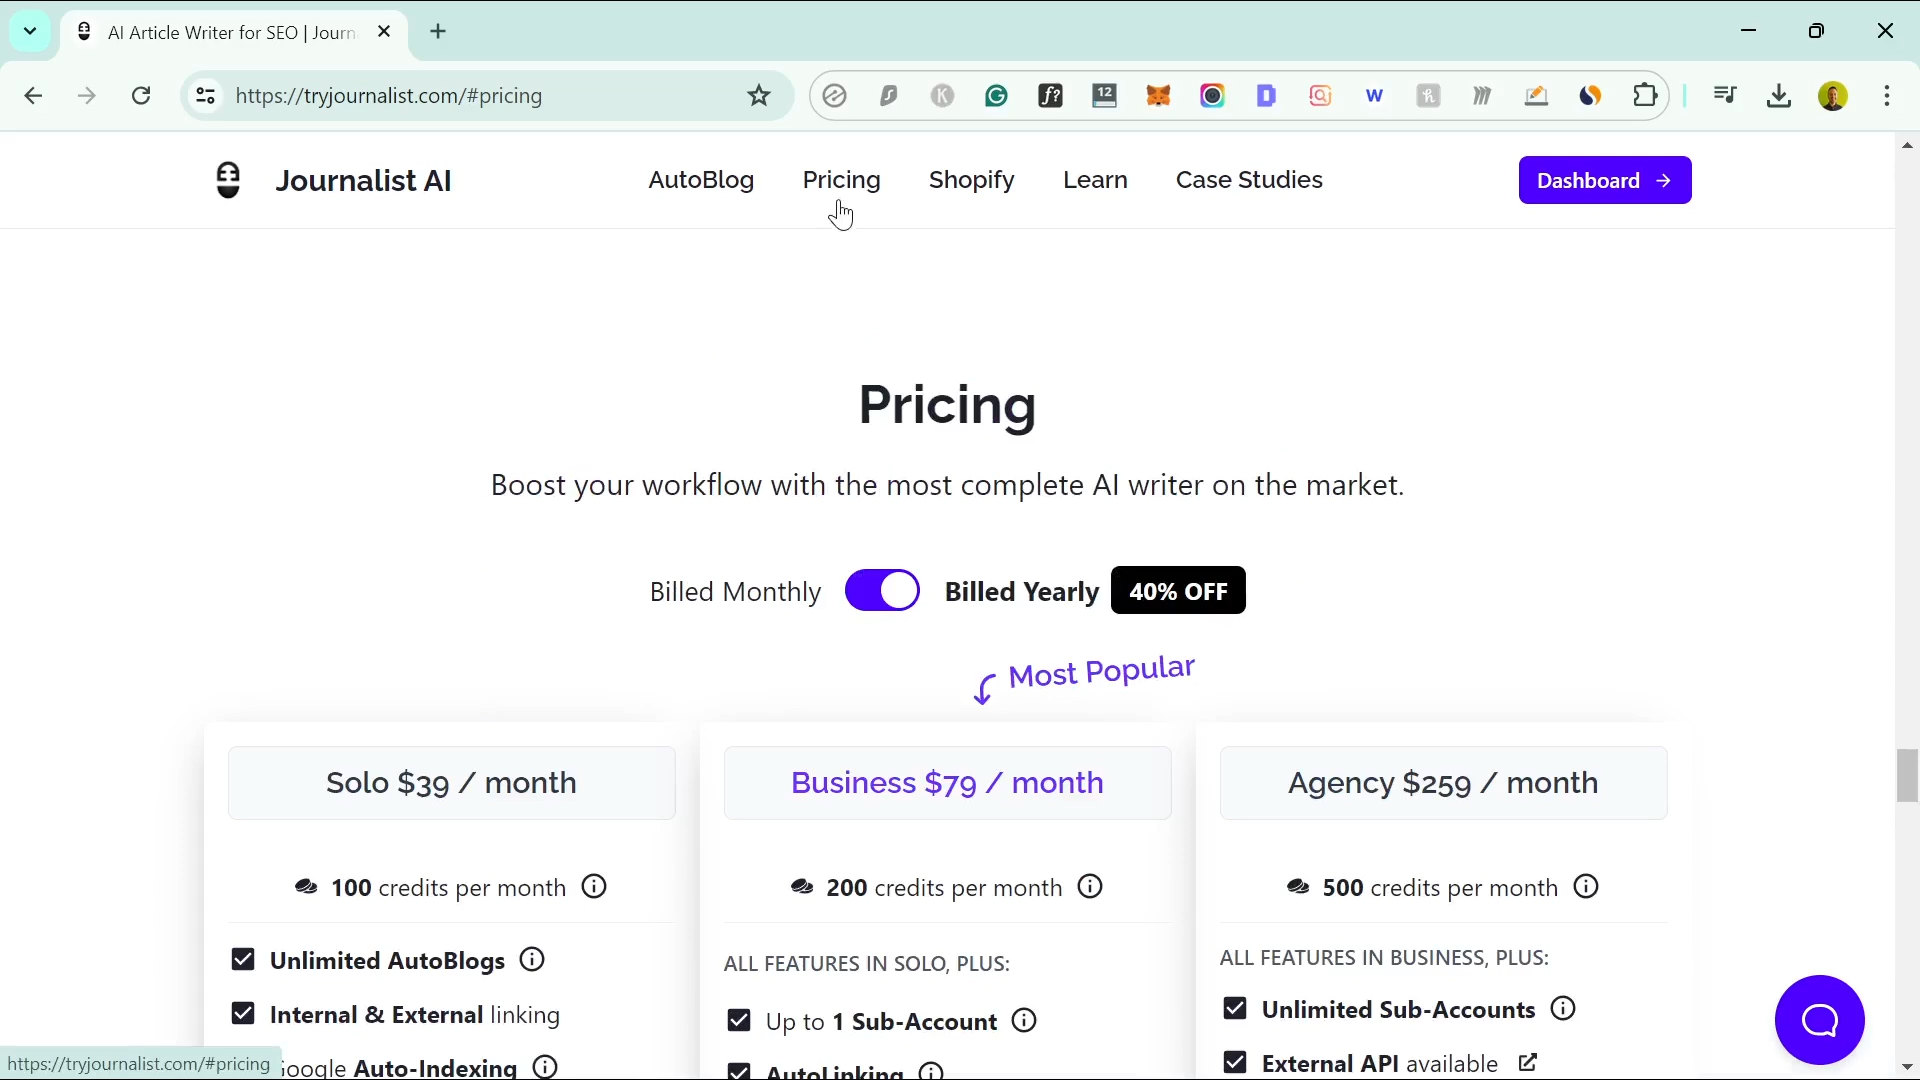 AI Article Writer for SEO | Journ
https://tryjournalist.com/#pricing
12
Journalist AI
AutoBlog
Pricing
Shopify
Learn
Case Studies
Dashboard →
Pricing
Boost your workflow with the most complete AI writer on the market.
Billed Monthly
Billed Yearly
40% OFF
Most Popular
Solo $39 / month
Business $79 / month
Agency $259 / month
100 credits per month
200 credits per month
500 credits per month
Unlimited AutoBlogs
Internal & External linking
Auto-Indexing
ALL FEATURES IN SOLO, PLUS:
Up to 1 Sub-Account
AutoLinking
ALL FEATURES IN BUSINESS, PLUS:
Unlimited Sub-Accounts
External API available
https://tryjournalist.com/#pricing